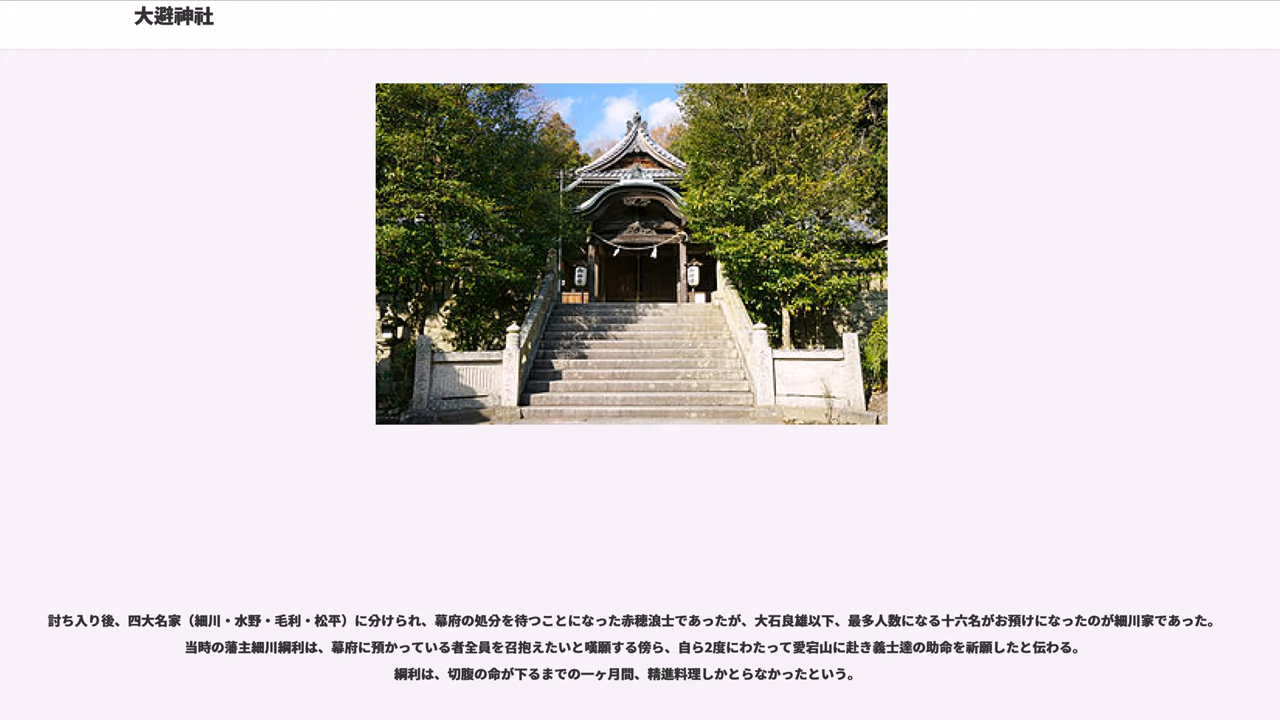 大避神社
討ち入り後、四大名家（細川・水野・毛利・松平）に分けられ、幕府の処分を待つことになった赤穂浪士であったが、大石良雄以下、最多人数になる十六名がお預けになったのが細川家であった。
当時の藩主細川綱利は、幕府に預かっている者全員を召抱えたいと嘆願する傍ら、自ら2度にわたって愛宕山に赴き義士達の助命を祈願したと伝わる。
綱利は、切腹の命が下るまでの一ヶ月間、精進料理しかとらなかったという。